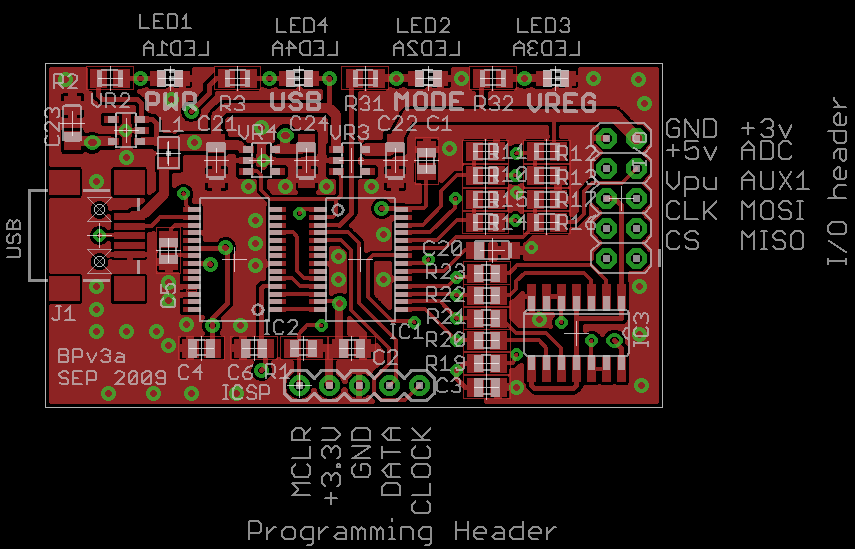 LED1 LED4 LED2 LED3
LED1A LED4A LED2A LED3A
R2 PWR R3 USB R31 MODE R32 VREG
VR2
C23 L1 C21 VR4 C24 VR3 C22 C1
GND +3v
+5v ADC
Vpu AUX1
CLK MOSI
CS MISO
I/O header
R11 R12
R10 R13
R15 R17
R14 R16
USB
C20
R23
R22
R21
R20
R19
C3
J1
C5
IC2 IC1 IC3
BPv3a
SEP 2009
C4 C6 R1 C2
ICSP
MCLR
+3.3V
GND
DATA
CLOCK
Programming Header